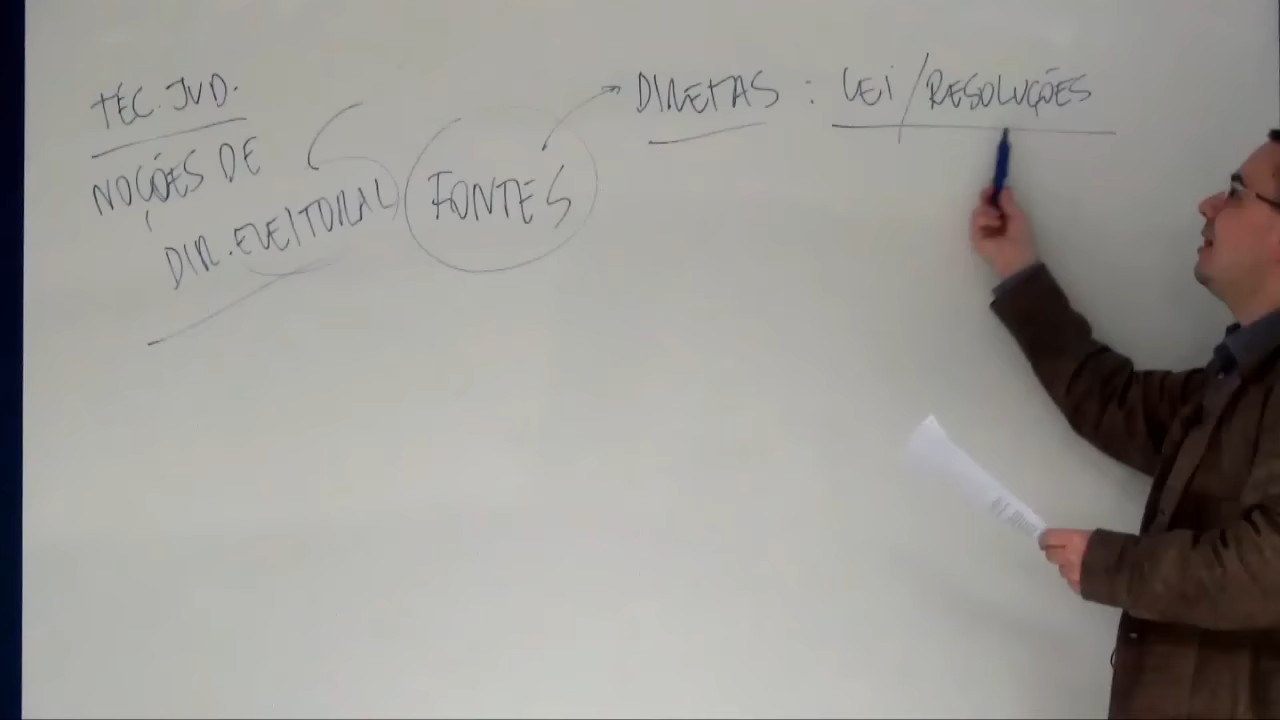 TÉC. JUD.
NOÇÕES DE
DIR. ELEITORAL
FONTES
DIRETAS : LEI / RESOLUÇÕES